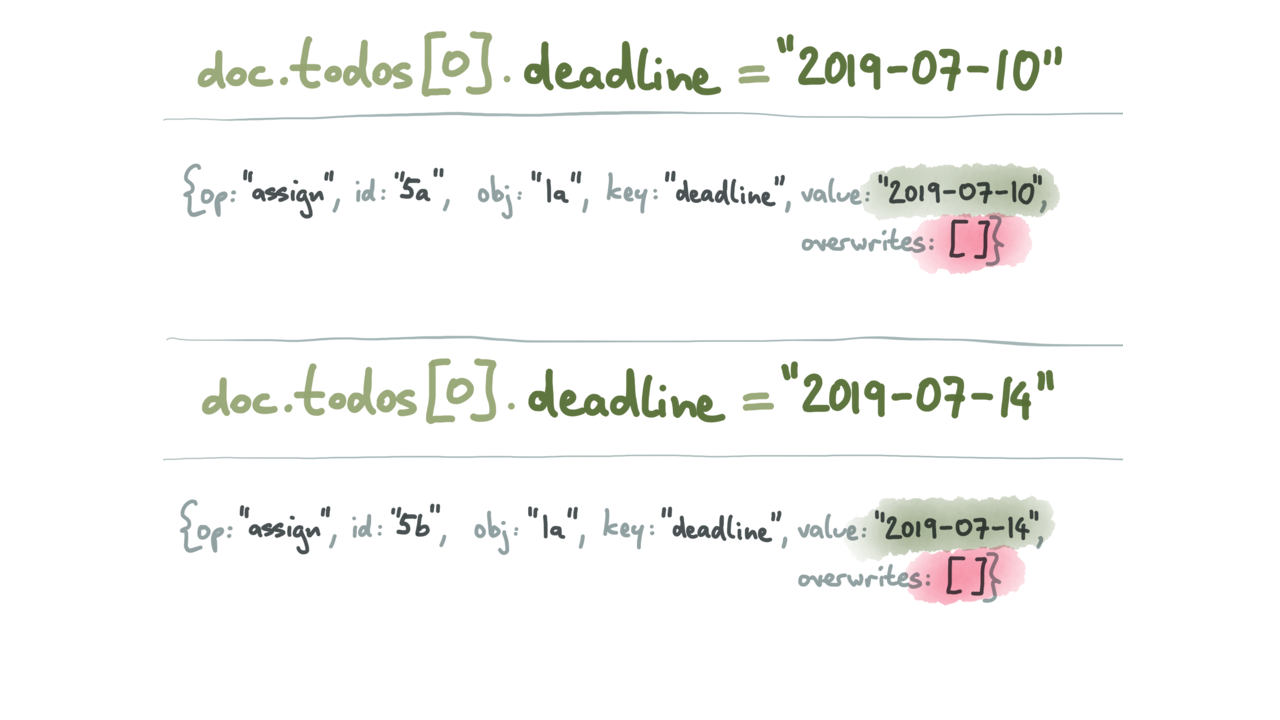 doc.todos[0].deadline = "2019-07-10"
{op: "assign", id: "5a", obj: "1a", key: "deadline", value: "2019-07-10",
overwrites: []}
doc.todos[0].deadline = "2019-07-14"
{op: "assign", id: "5b", obj: "1a", key: "deadline", value: "2019-07-14",
overwrites: []}